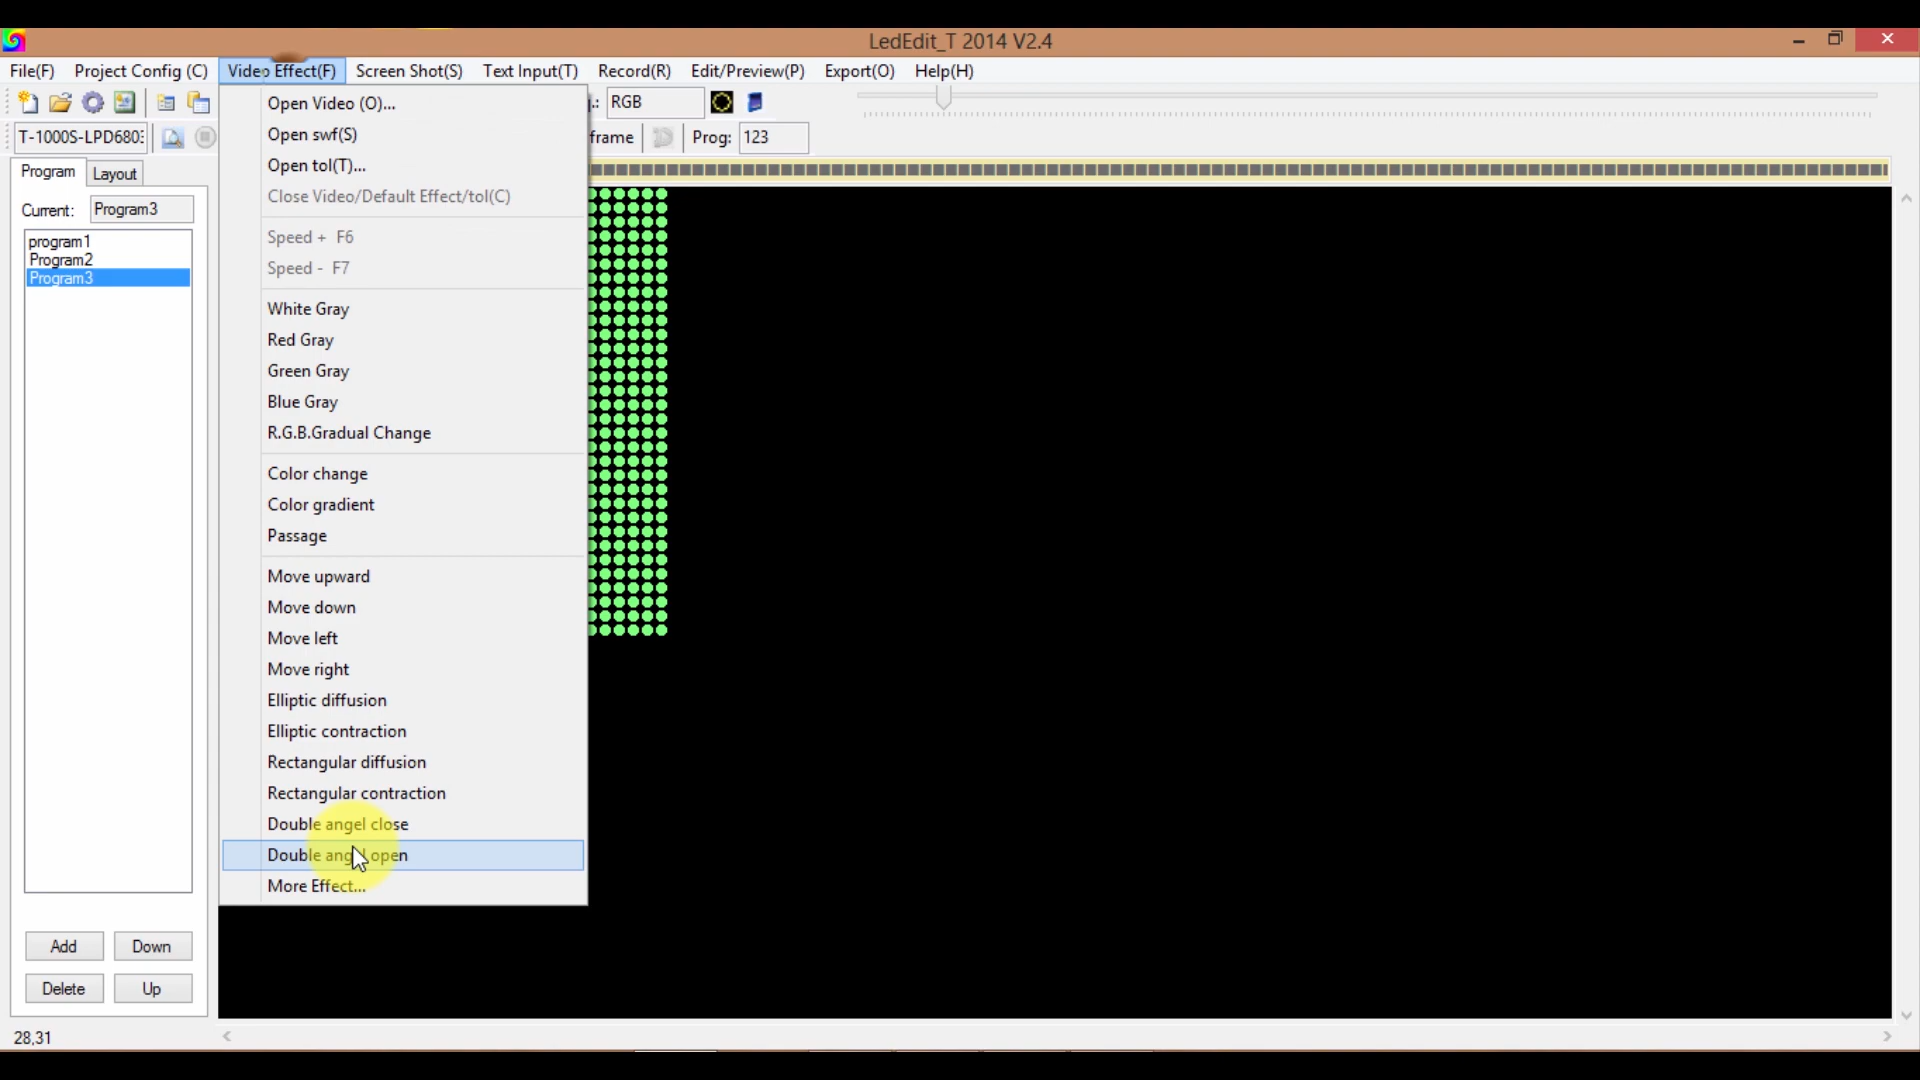 LedEdit_T 2014 V2.4
File(F) Project Config (C) Video Effect(F) Screen Shot(S) Text Input(T) Record(R) Edit/Preview(P) Export(O) Help(H)
.: RGB
T-1000S-LPD6803 frame Prog: 123
Program Layout
Current: Program3
program1
Program2
Program3
Open Video (O)...
Open swf(S)
Open tol(T)...
Close Video/Default Effect/tol(C)
Speed + F6
Speed - F7
White Gray
Red Gray
Green Gray
Blue Gray
R.G.B.Gradual Change
Color change
Color gradient
Passage
Move upward
Move down
Move left
Move right
Elliptic diffusion
Elliptic contraction
Rectangular diffusion
Rectangular contraction
Double angel close
Double angel open
More Effect...
Add Down
Delete Up
28,31